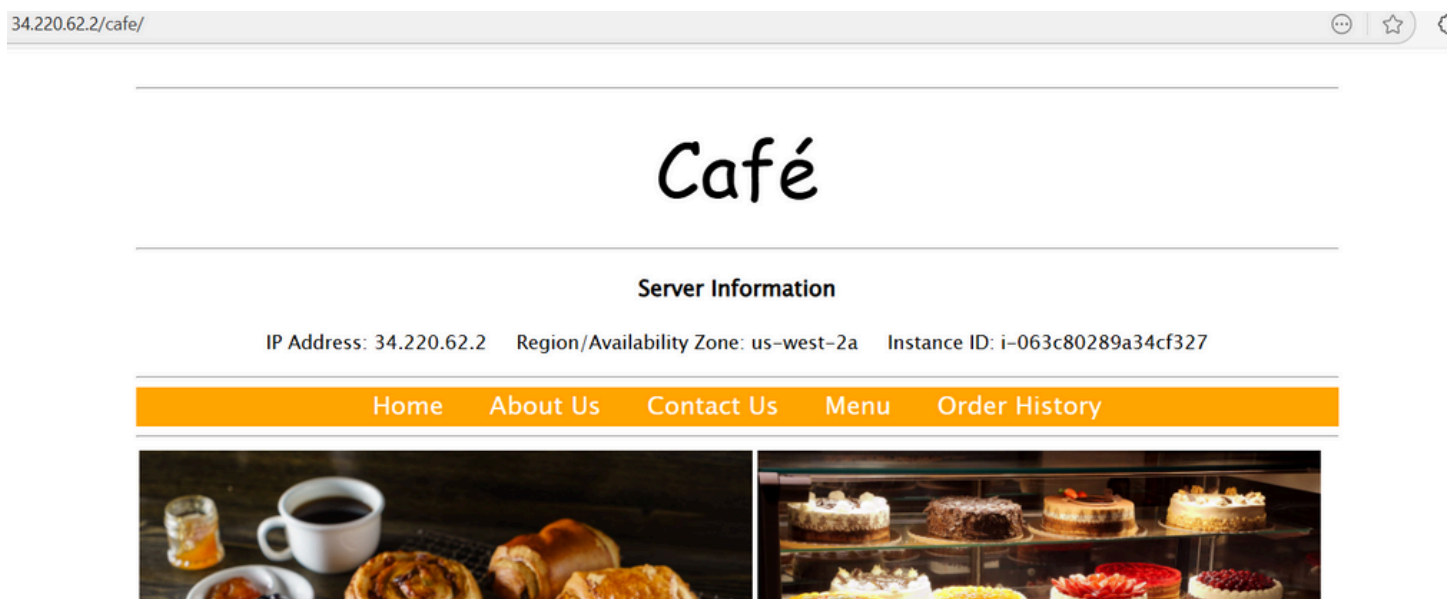 34.220.62.2/cafe/
Café
Server Information
IP Address: 34.220.62.2 Region/Availability Zone: us-west-2a Instance ID: i-063c80289a34cf327
Home About Us Contact Us Menu Order History